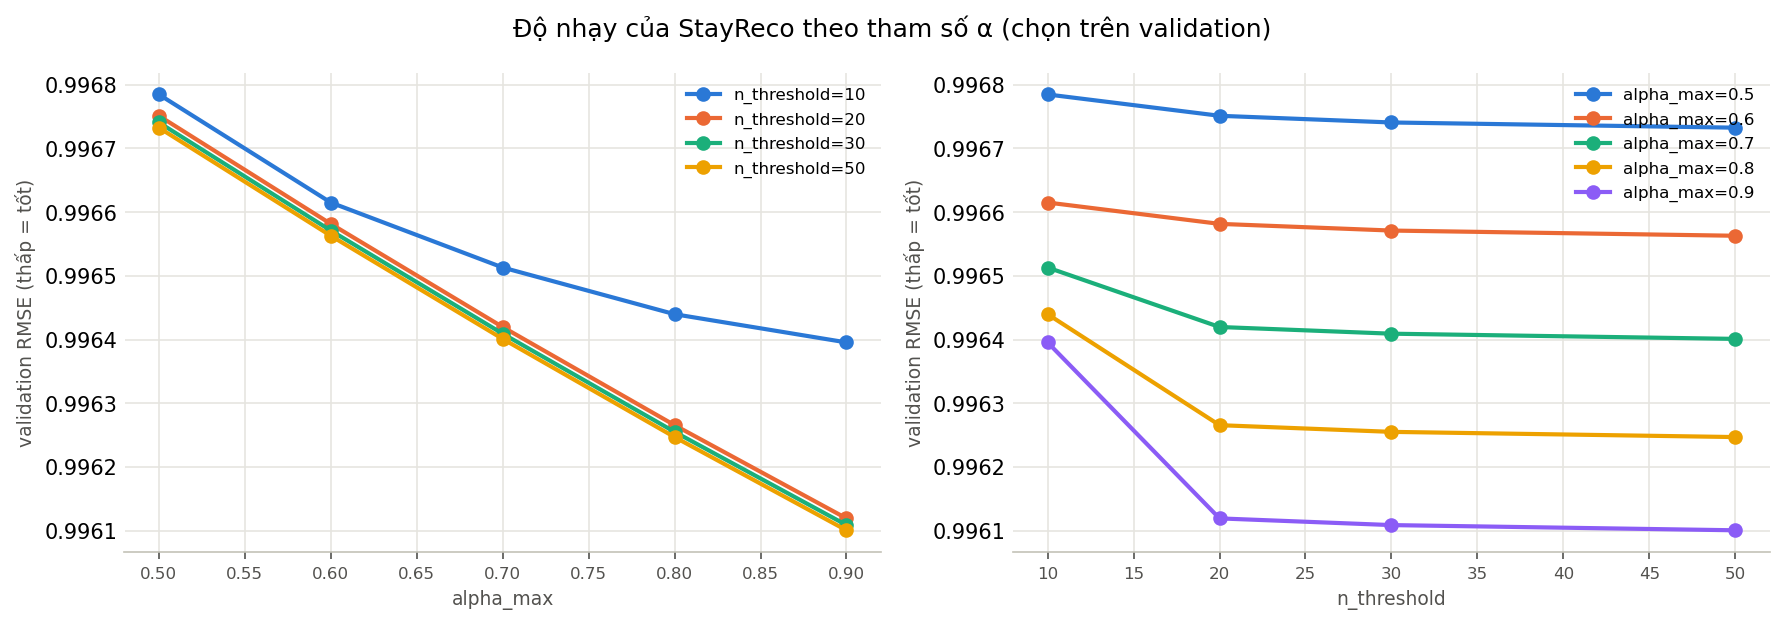 Độ nhạy của StayReco theo tham số α (chọn trên validation)
validation RMSE (thấp = tốt)
0.9968
0.9967
0.9966
0.9965
0.9964
0.9963
0.9962
0.9961
n_threshold=10
n_threshold=20
n_threshold=30
n_threshold=50
0.50 0.55 0.60 0.65 0.70 0.75 0.80 0.85 0.90
alpha_max
validation RMSE (thấp = tốt)
0.9968
0.9967
0.9966
0.9965
0.9964
0.9963
0.9962
0.9961
alpha_max=0.5
alpha_max=0.6
alpha_max=0.7
alpha_max=0.8
alpha_max=0.9
10 15 20 25 30 35 40 45 50
n_threshold